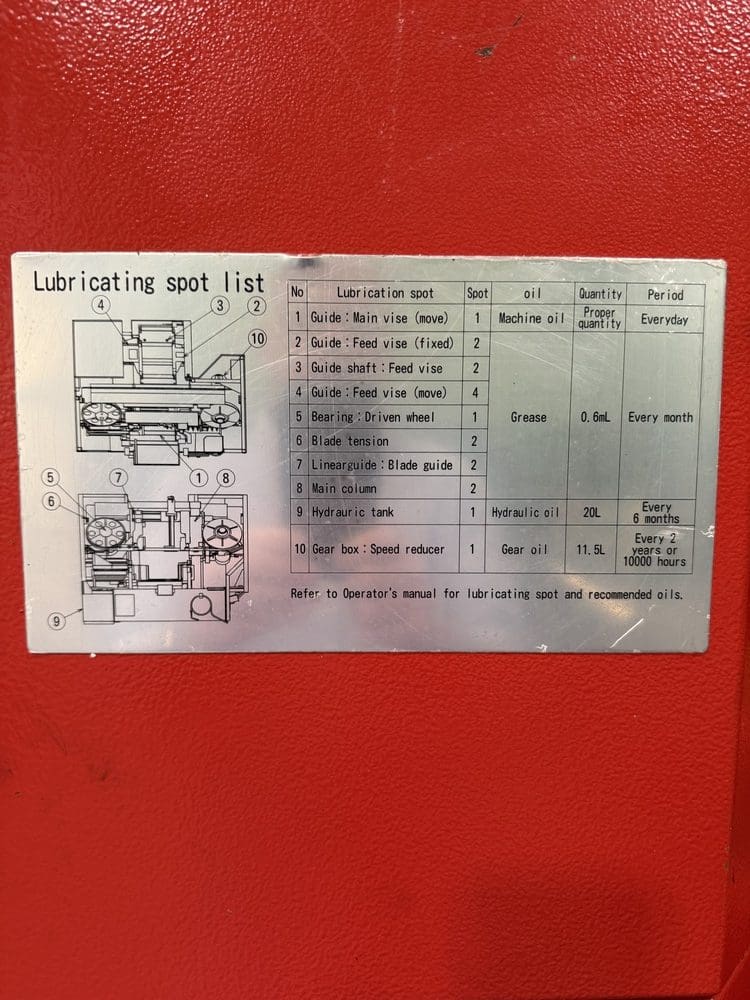 Lubricating spot list
④ ③ ②
⑩
① ⑧
⑤ ⑦
⑥
⑨
No Lubrication spot Spot oil Quantity Period
1 Guide：Main vise (move) 1 Machine oil Proper quantity Everyday
2 Guide：Feed vise (fixed) 2
3 Guide shaft：Feed vise 2
4 Guide：Feed vise (move) 4
5 Bearing：Driven wheel 1 Grease 0.6mL Every month
6 Blade tension 2
7 Linearguide：Blade guide 2
8 Main column 2
9 Hydrauric tank 1 Hydraulic oil 20L Every 6 months
10 Gear box：Speed reducer 1 Gear oil 11.5L Every 2 years or 10000 hours
Refer to Operator's manual for lubricating spot and recommended oils.